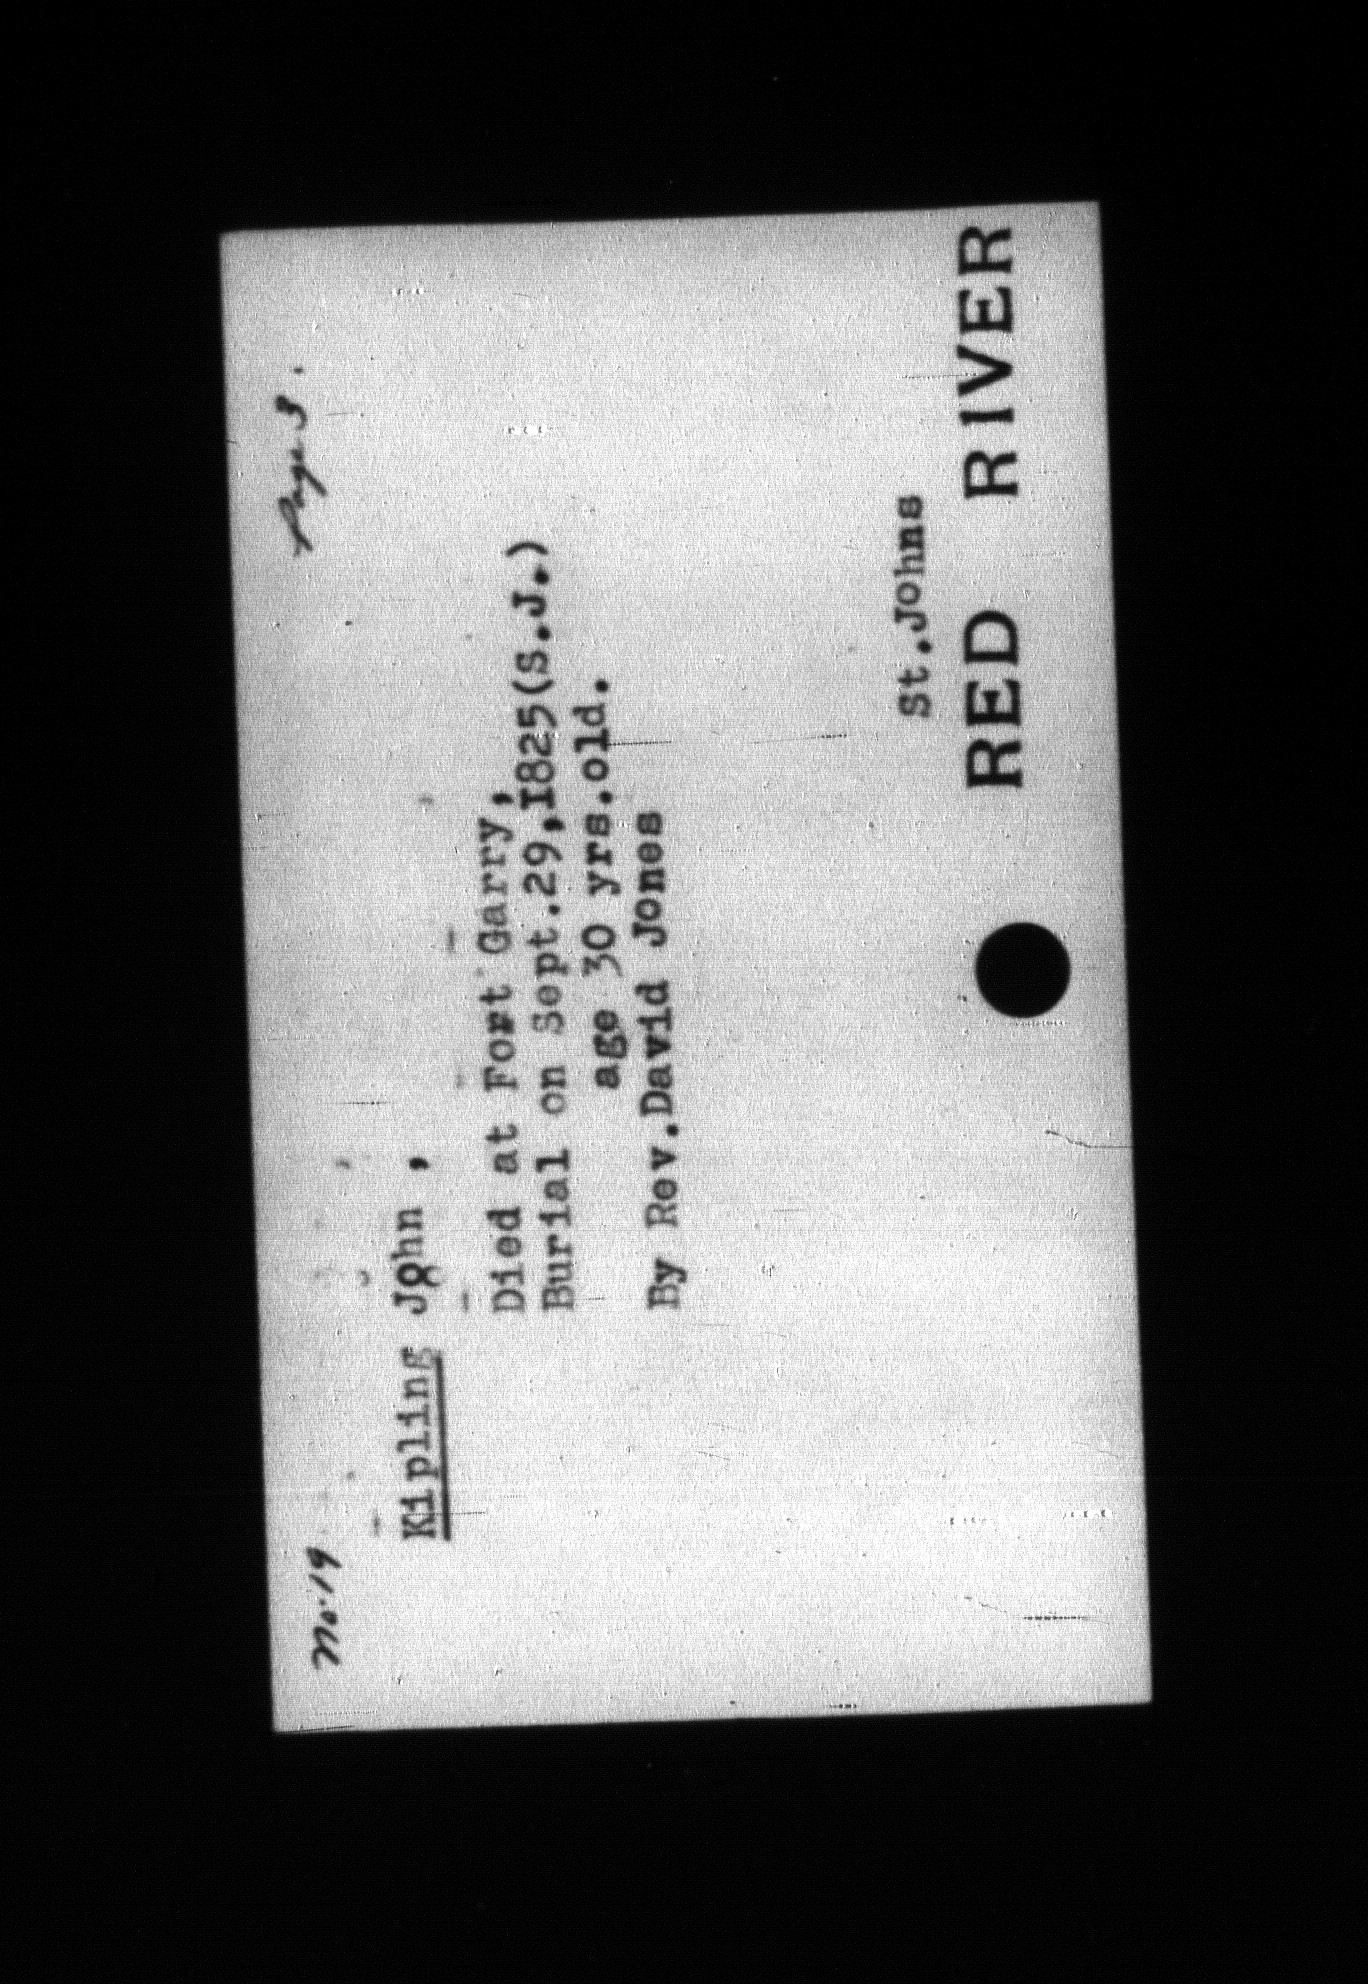 No. 19
Page 3.
Kipling John ,
Died at Fort Garry,
Burial on Sept.29,I825(S.J.)
age 30 yrs.old.
By Rev.David Jones
St.Johns
RED RIVER